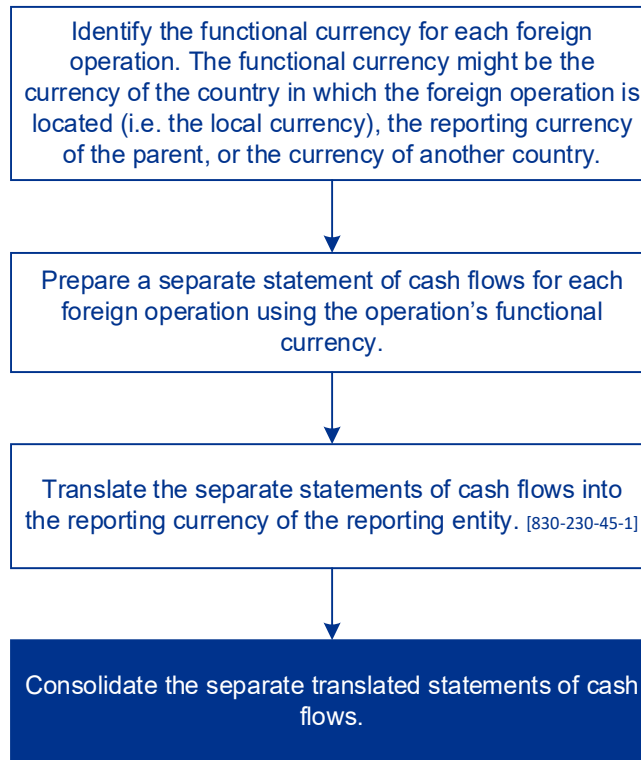 Identify the functional currency for each foreign
operation. The functional currency might be the
currency of the country in which the foreign operation is
located (i.e. the local currency), the reporting currency
of the parent, or the currency of another country.
Prepare a separate statement of cash flows for each
foreign operation using the operation’s functional
currency.
Translate the separate statements of cash flows into
the reporting currency of the reporting entity. [830-230-45-1]
Consolidate the separate translated statements of cash
flows.